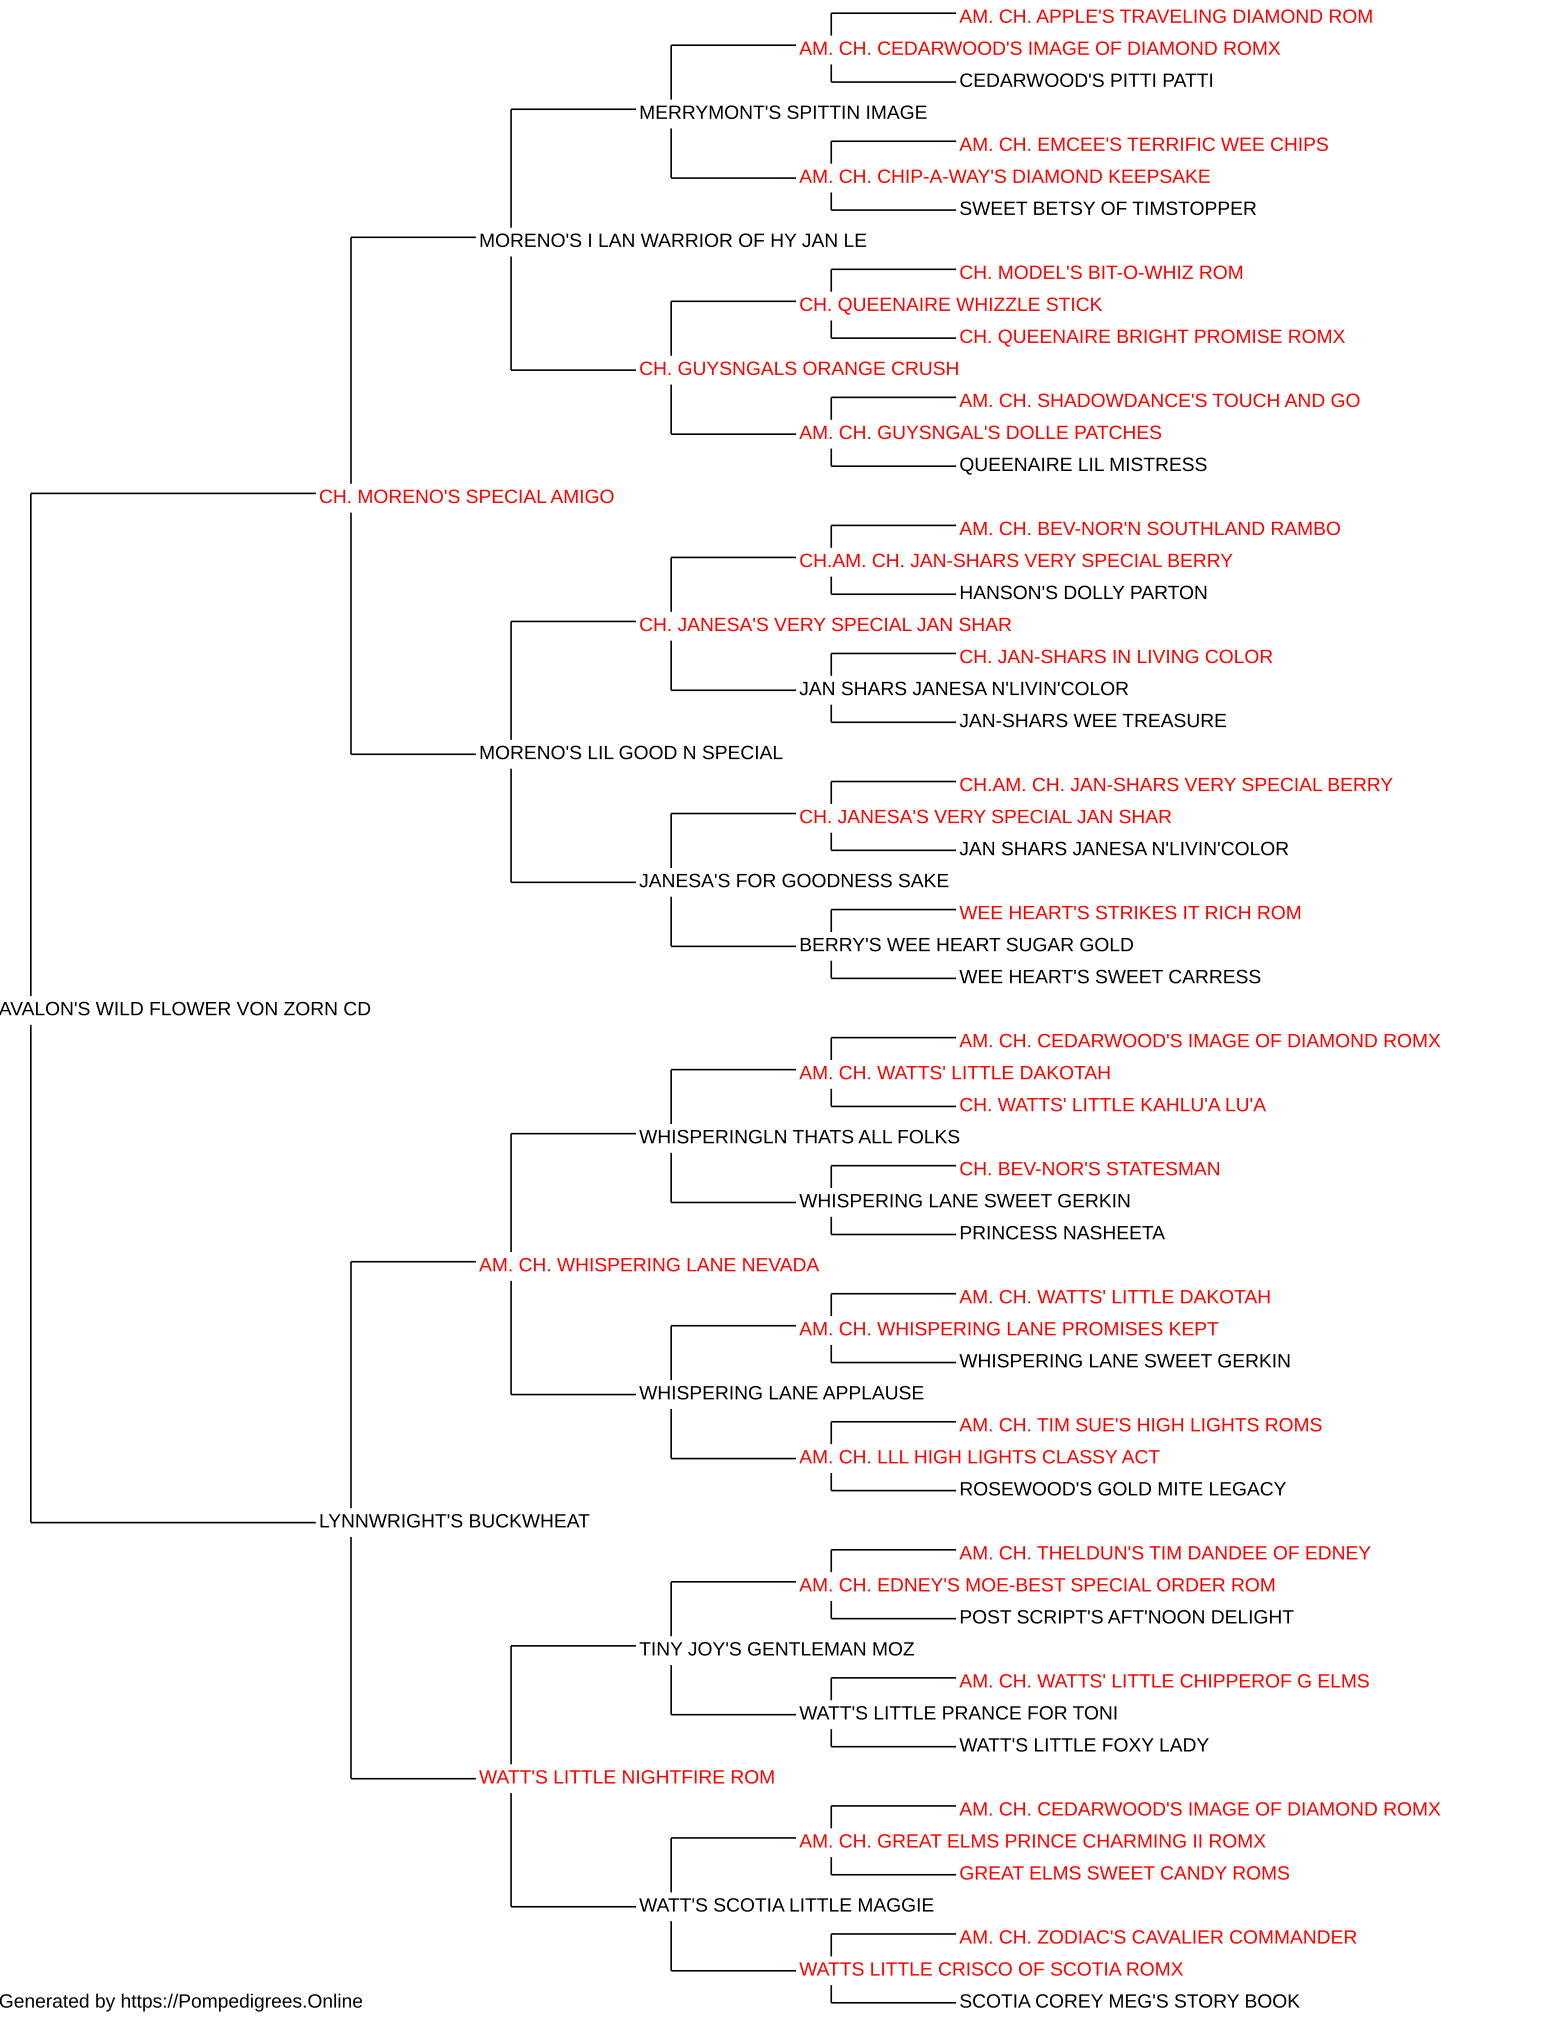 AM. CH. APPLE'S TRAVELING DIAMOND ROM
AM. CH. CEDARWOOD'S IMAGE OF DIAMOND ROMX
CEDARWOOD'S PITTI PATTI
MERRYMONT'S SPITTIN IMAGE
AM. CH. EMCEE'S TERRIFIC WEE CHIPS
AM. CH. CHIP-A-WAY'S DIAMOND KEEPSAKE
SWEET BETSY OF TIMSTOPPER
MORENO'S I LAN WARRIOR OF HY JAN LE
CH. MODEL'S BIT-O-WHIZ ROM
CH. QUEENAIRE WHIZZLE STICK
CH. QUEENAIRE BRIGHT PROMISE ROMX
CH. GUYSNGALS ORANGE CRUSH
AM. CH. SHADOWDANCE'S TOUCH AND GO
AM. CH. GUYSNGAL'S DOLLE PATCHES
QUEENAIRE LIL MISTRESS
CH. MORENO'S SPECIAL AMIGO
AM. CH. BEV-NOR'N SOUTHLAND RAMBO
CH.AM. CH. JAN-SHARS VERY SPECIAL BERRY
HANSON'S DOLLY PARTON
CH. JANESA'S VERY SPECIAL JAN SHAR
CH. JAN-SHARS IN LIVING COLOR
JAN SHARS JANESA N'LIVIN'COLOR
JAN-SHARS WEE TREASURE
MORENO'S LIL GOOD N SPECIAL
CH.AM. CH. JAN-SHARS VERY SPECIAL BERRY
CH. JANESA'S VERY SPECIAL JAN SHAR
JAN SHARS JANESA N'LIVIN'COLOR
JANESA'S FOR GOODNESS SAKE
WEE HEART'S STRIKES IT RICH ROM
BERRY'S WEE HEART SUGAR GOLD
WEE HEART'S SWEET CARRESS
AVALON'S WILD FLOWER VON ZORN CD
AM. CH. CEDARWOOD'S IMAGE OF DIAMOND ROMX
AM. CH. WATTS' LITTLE DAKOTAH
CH. WATTS' LITTLE KAHLU'A LU'A
WHISPERINGLN THATS ALL FOLKS
CH. BEV-NOR'S STATESMAN
WHISPERING LANE SWEET GERKIN
PRINCESS NASHEETA
AM. CH. WHISPERING LANE NEVADA
AM. CH. WATTS' LITTLE DAKOTAH
AM. CH. WHISPERING LANE PROMISES KEPT
WHISPERING LANE SWEET GERKIN
WHISPERING LANE APPLAUSE
AM. CH. TIM SUE'S HIGH LIGHTS ROMS
AM. CH. LLL HIGH LIGHTS CLASSY ACT
ROSEWOOD'S GOLD MITE LEGACY
LYNNWRIGHT'S BUCKWHEAT
AM. CH. THELDUN'S TIM DANDEE OF EDNEY
AM. CH. EDNEY'S MOE-BEST SPECIAL ORDER ROM
POST SCRIPT'S AFT'NOON DELIGHT
TINY JOY'S GENTLEMAN MOZ
AM. CH. WATTS' LITTLE CHIPPEROF G ELMS
WATT'S LITTLE PRANCE FOR TONI
WATT'S LITTLE FOXY LADY
WATT'S LITTLE NIGHTFIRE ROM
AM. CH. CEDARWOOD'S IMAGE OF DIAMOND ROMX
AM. CH. GREAT ELMS PRINCE CHARMING II ROMX
GREAT ELMS SWEET CANDY ROMS
WATT'S SCOTIA LITTLE MAGGIE
AM. CH. ZODIAC'S CAVALIER COMMANDER
WATTS LITTLE CRISCO OF SCOTIA ROMX
SCOTIA COREY MEG'S STORY BOOK
Generated by https://Pompedigrees.Online